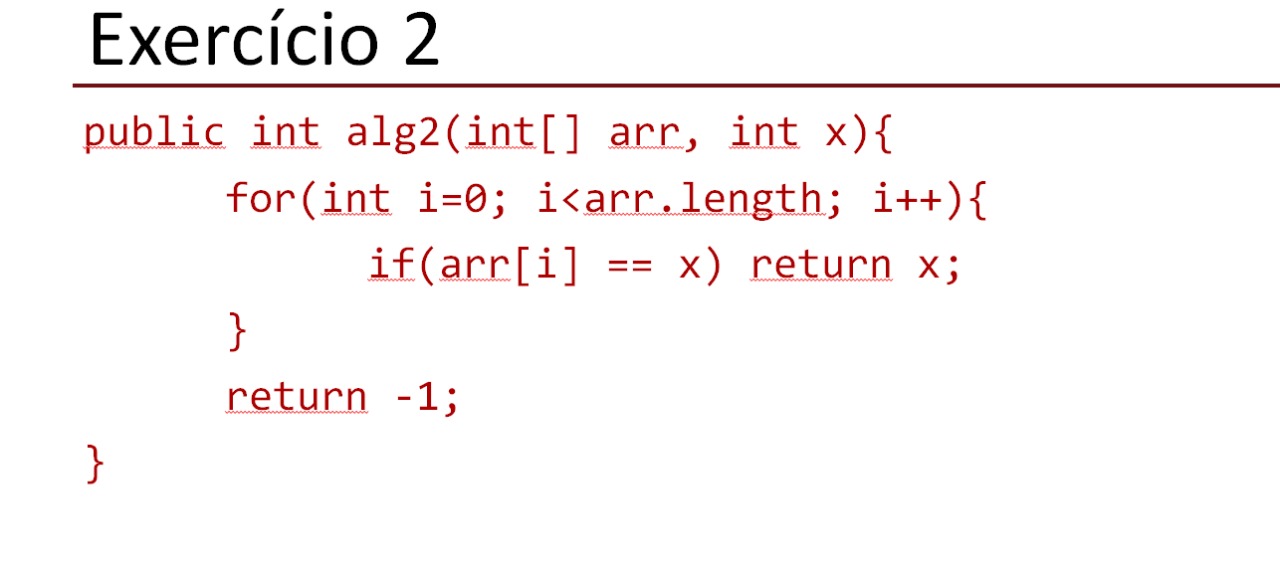 Exercício 2
public int alg2(int[] arr, int x){
for(int i=0; i<arr.length; i++){
if(arr[i] == x) return x;
}
return -1;
}